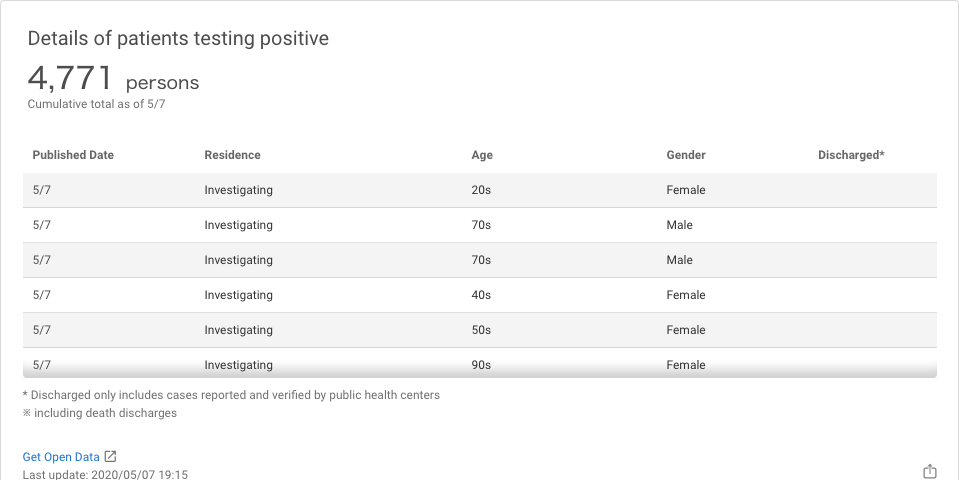 Details of patients testing positive
4,771 persons
Cumulative total as of 5/7
Published Date Residence Age Gender Discharged*
5/7 Investigating 20s Female
5/7 Investigating 70s Male
5/7 Investigating 70s Male
5/7 Investigating 40s Female
5/7 Investigating 50s Female
5/7 Investigating 90s Female
* Discharged only includes cases reported and verified by public health centers
※ including death discharges
Get Open Data
Last update: 2020/05/07 19:15